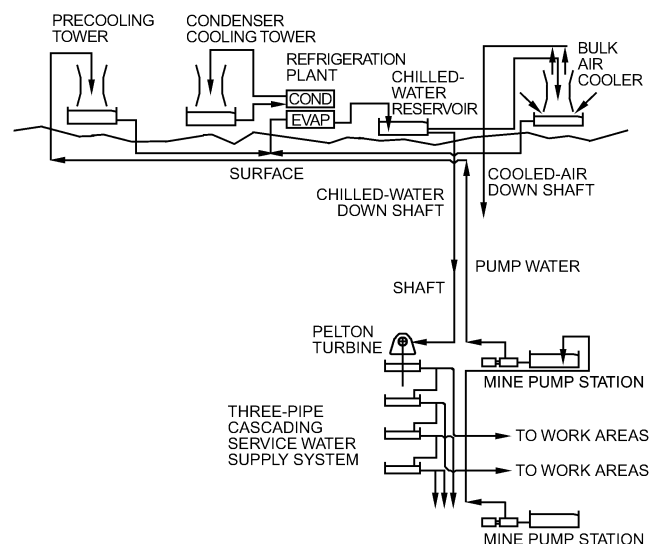 PRECOOLING
TOWER
CONDENSER
COOLING TOWER
REFRIGERATION
PLANT
COND
EVAP
CHILLED-
WATER
RESERVOIR
BULK
AIR
COOLER
SURFACE
CHILLED-WATER
DOWN SHAFT
COOLED-AIR
DOWN SHAFT
PUMP WATER
SHAFT
PELTON
TURBINE
MINE PUMP STATION
THREE-PIPE
CASCADING
SERVICE WATER
SUPPLY SYSTEM
TO WORK AREAS
TO WORK AREAS
MINE PUMP STATION